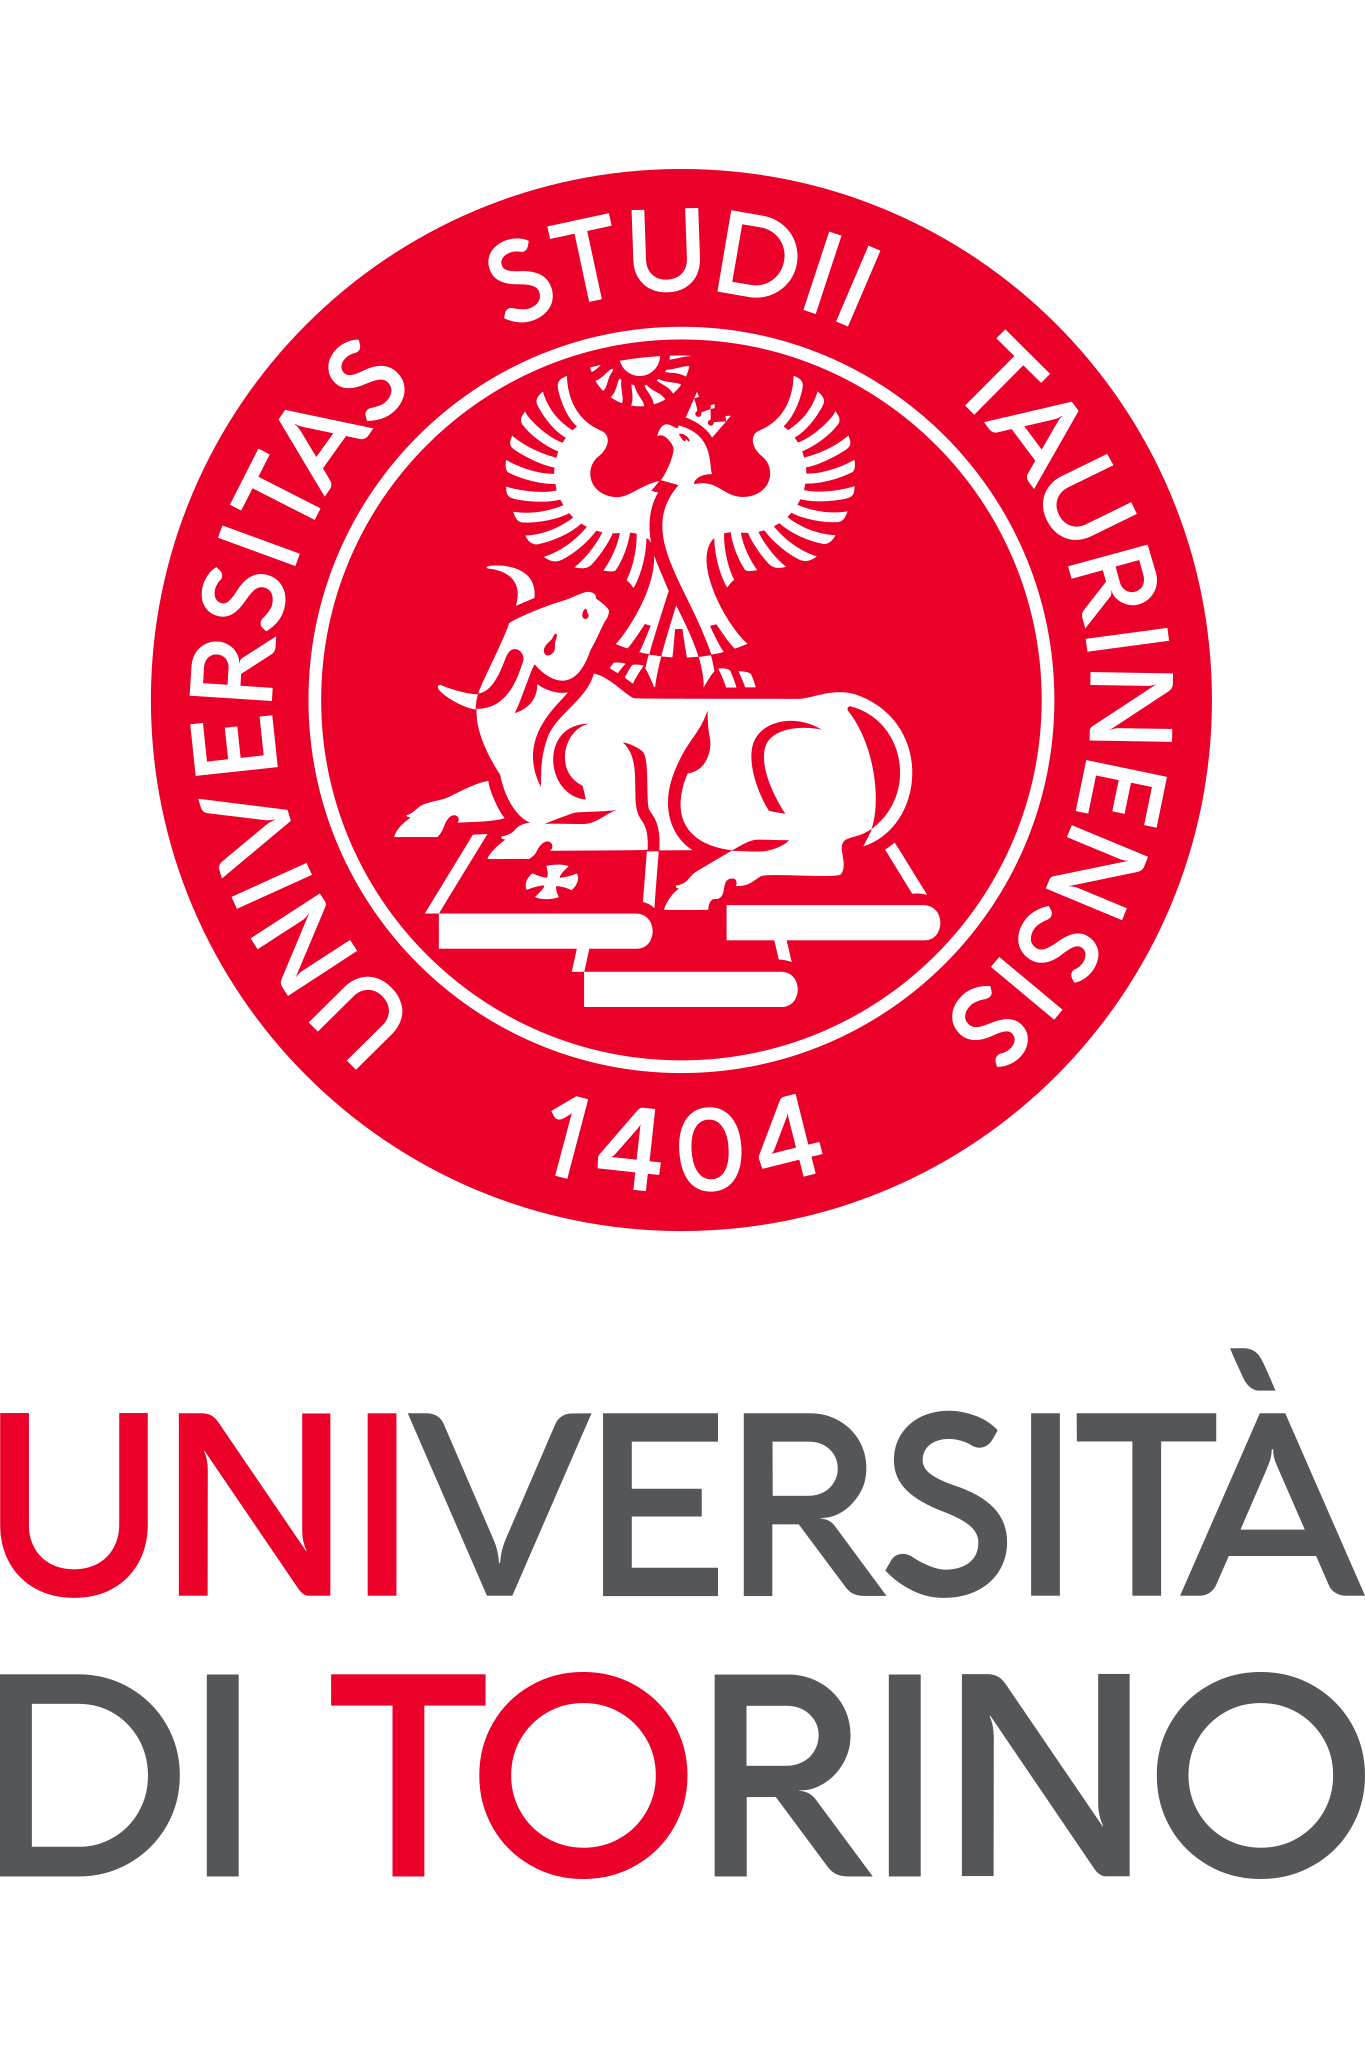 UNIVERSITAS STUDII TAURINENSIS
1404
UNIVERSITÀ
DI TORINO